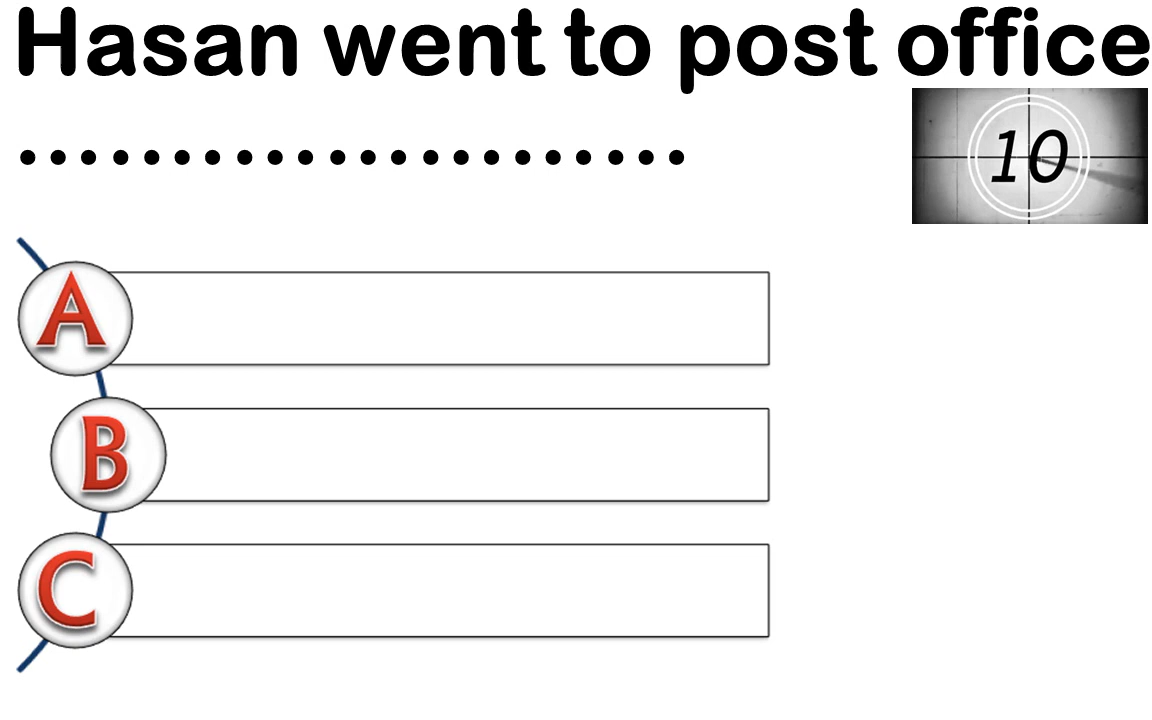 Hasan went to post office
......................
10
A
B
C